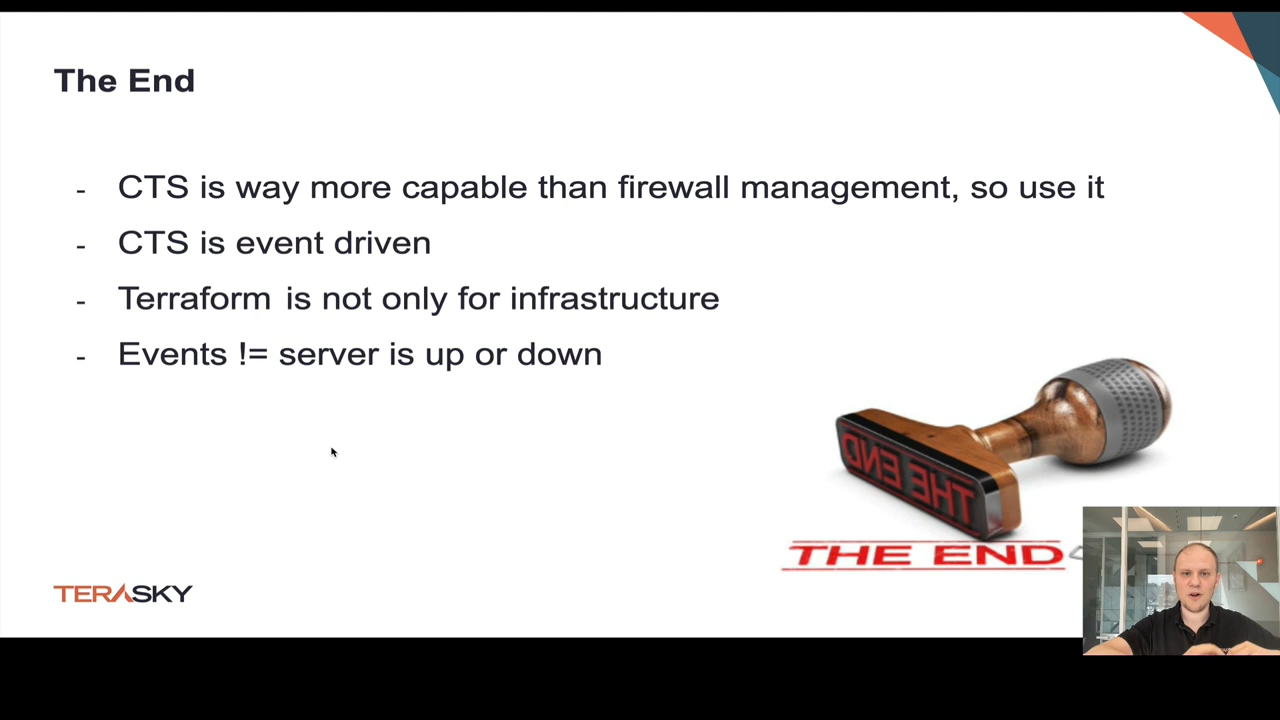 The End
- CTS is way more capable than firewall management, so use it
- CTS is event driven
- Terraform is not only for infrastructure
- Events != server is up or down
THE END
THE END
TERASKY